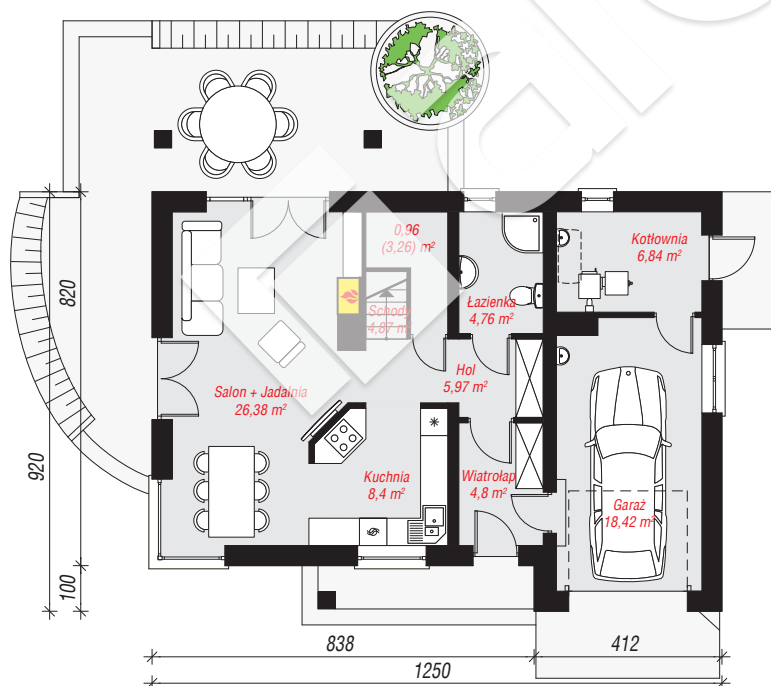 0,96
(3,26) m²
Kotłownia
6,84 m²
820
Schody
4,87 m²
Łazienka
4,76 m²
Hol
5,97 m²
Salon + Jadalnia
26,38 m²
920
Kuchnia
8,4 m²
Wiatrołap
4,8 m²
Garaż
18,42 m²
100
838
412
1250